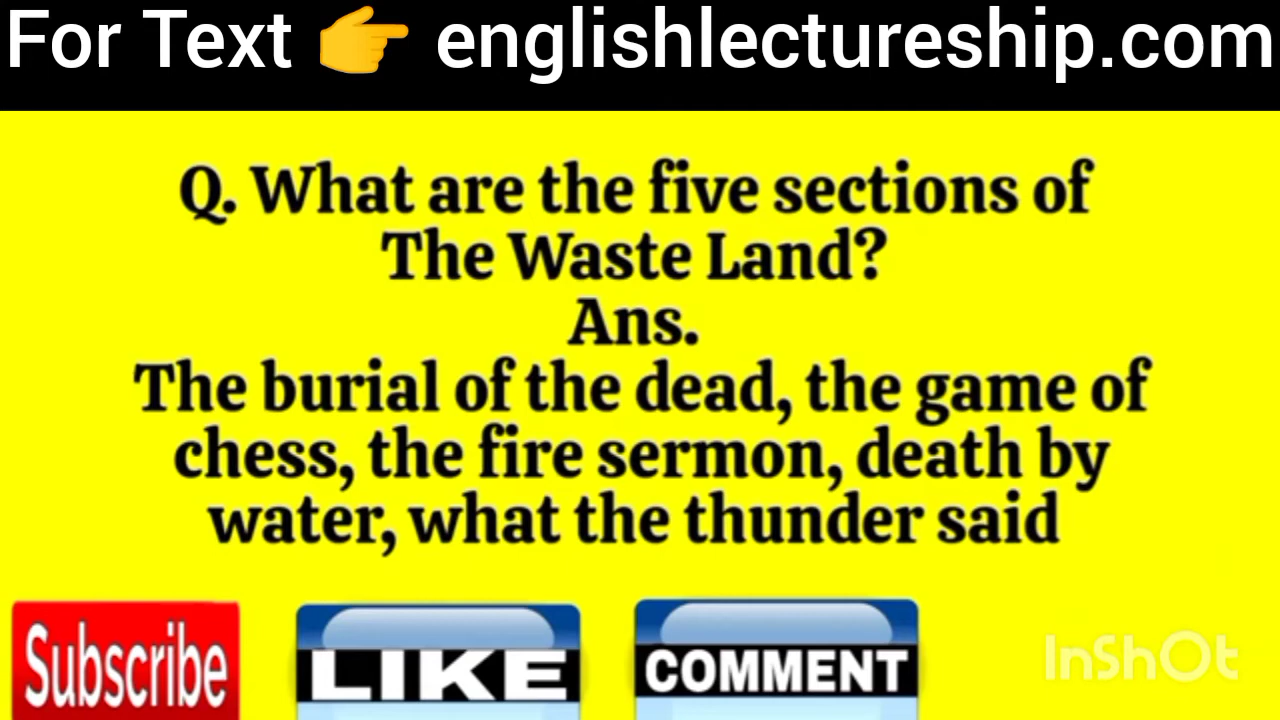 For Text 👉 englishlectureship.com
Q. What are the five sections of
The Waste Land?
Ans.
The burial of the dead, the game of
chess, the fire sermon, death by
water, what the thunder said
Subscribe LIKE COMMENT InShOt